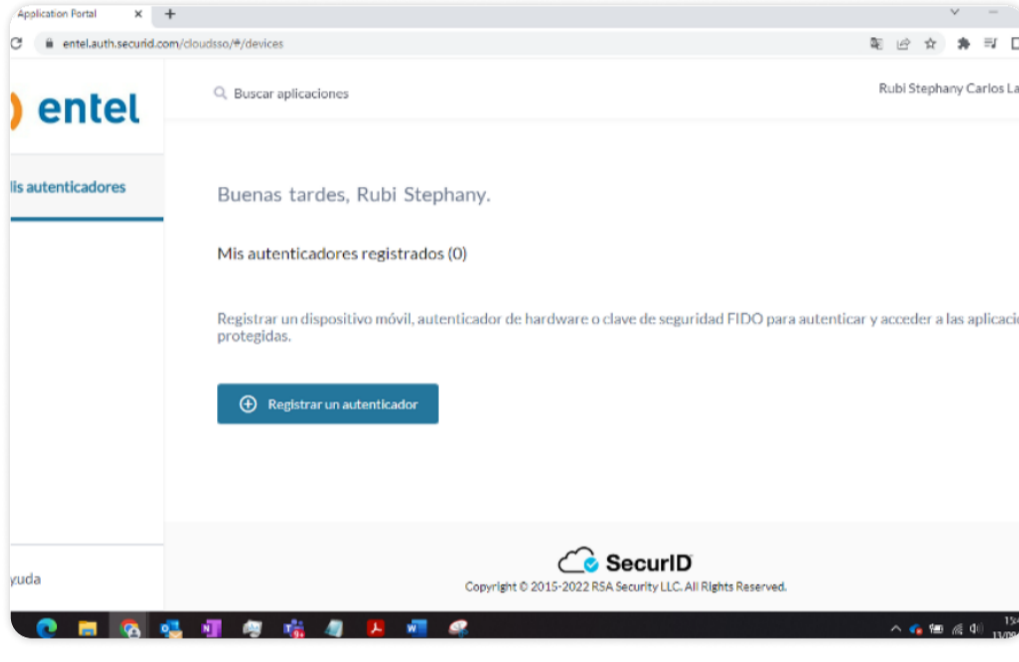 Application Portal
entel.auth.securid.com/cloudsso/#/devices
entel
Buscar aplicaciones
Rubi Stephany Carlos La
Mis autenticadores
Buenas tardes, Rubi Stephany.
Mis autenticadores registrados (0)
Registrar un dispositivo móvil, autenticador de hardware o clave de seguridad FIDO para autenticar y acceder a las aplicacio
protegidas.
Registrar un autenticador
yuda
SecurID
Copyright © 2015-2022 RSA Security LLC. All Rights Reserved.